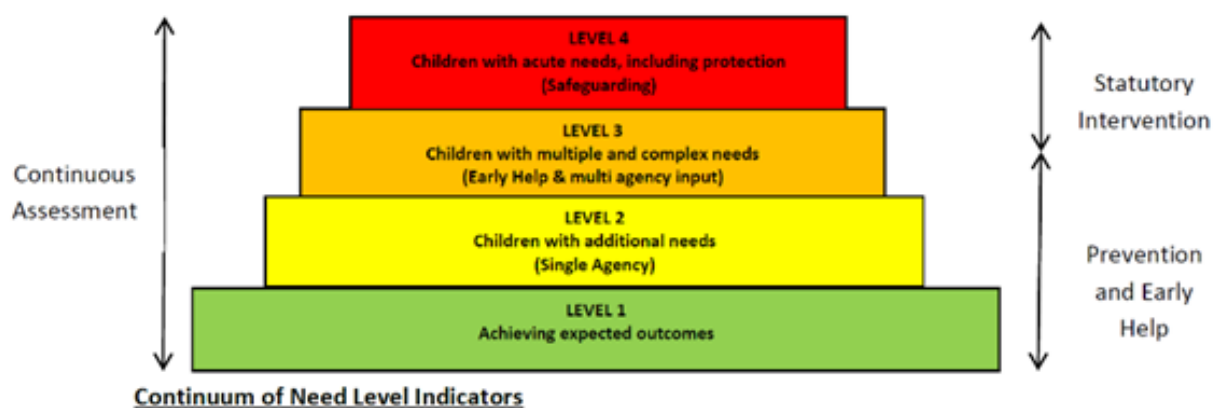 LEVEL 4
Children with acute needs, including protection
(Safeguarding)
Statutory
Intervention
LEVEL 3
Children with multiple and complex needs
(Early Help & multi agency input)
Continuous
Assessment
LEVEL 2
Children with additional needs
(Single Agency)
Prevention
and Early
Help
LEVEL 1
Achieving expected outcomes
Continuum of Need Level Indicators